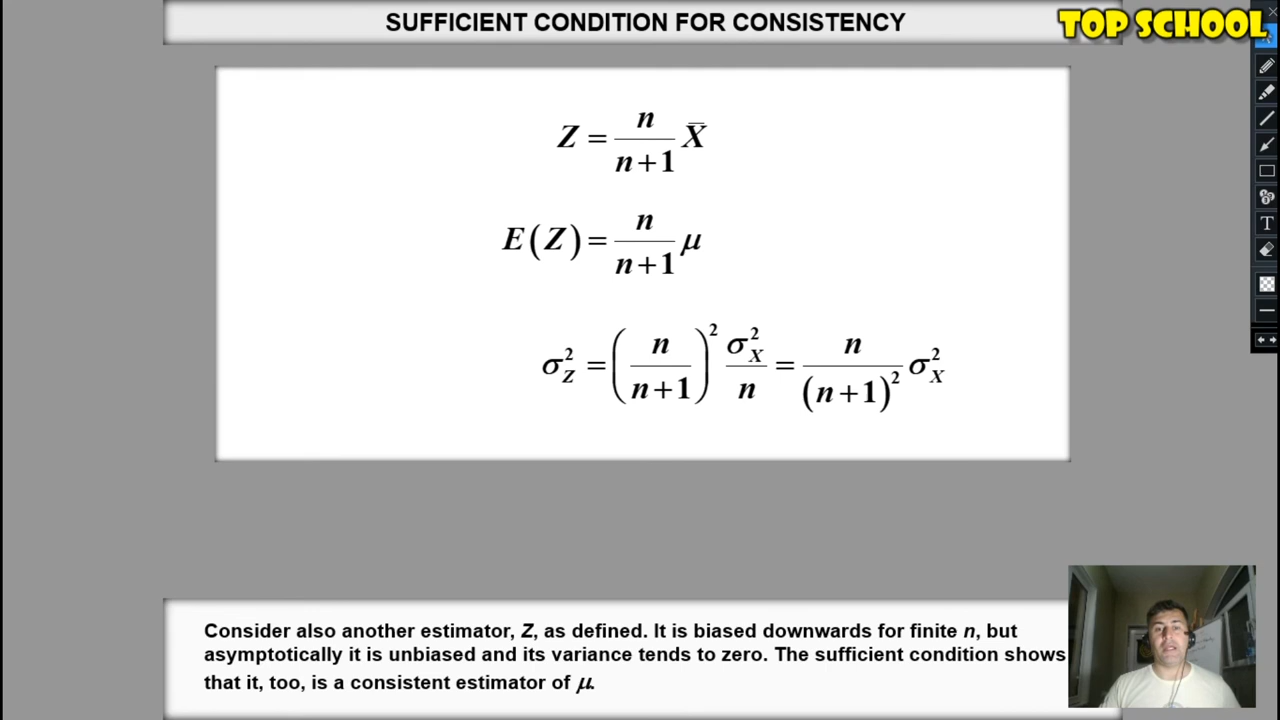 SUFFICIENT CONDITION FOR CONSISTENCY
TOP SCHOOL
Z = n/(n+1) X̄
E(Z) = n/(n+1) μ
σ²_Z = (n/(n+1))² σ²_X/n = n/(n+1)² σ²_X
T
Consider also another estimator, Z, as defined. It is biased downwards for finite n, but
asymptotically it is unbiased and its variance tends to zero. The sufficient condition shows
that it, too, is a consistent estimator of μ.